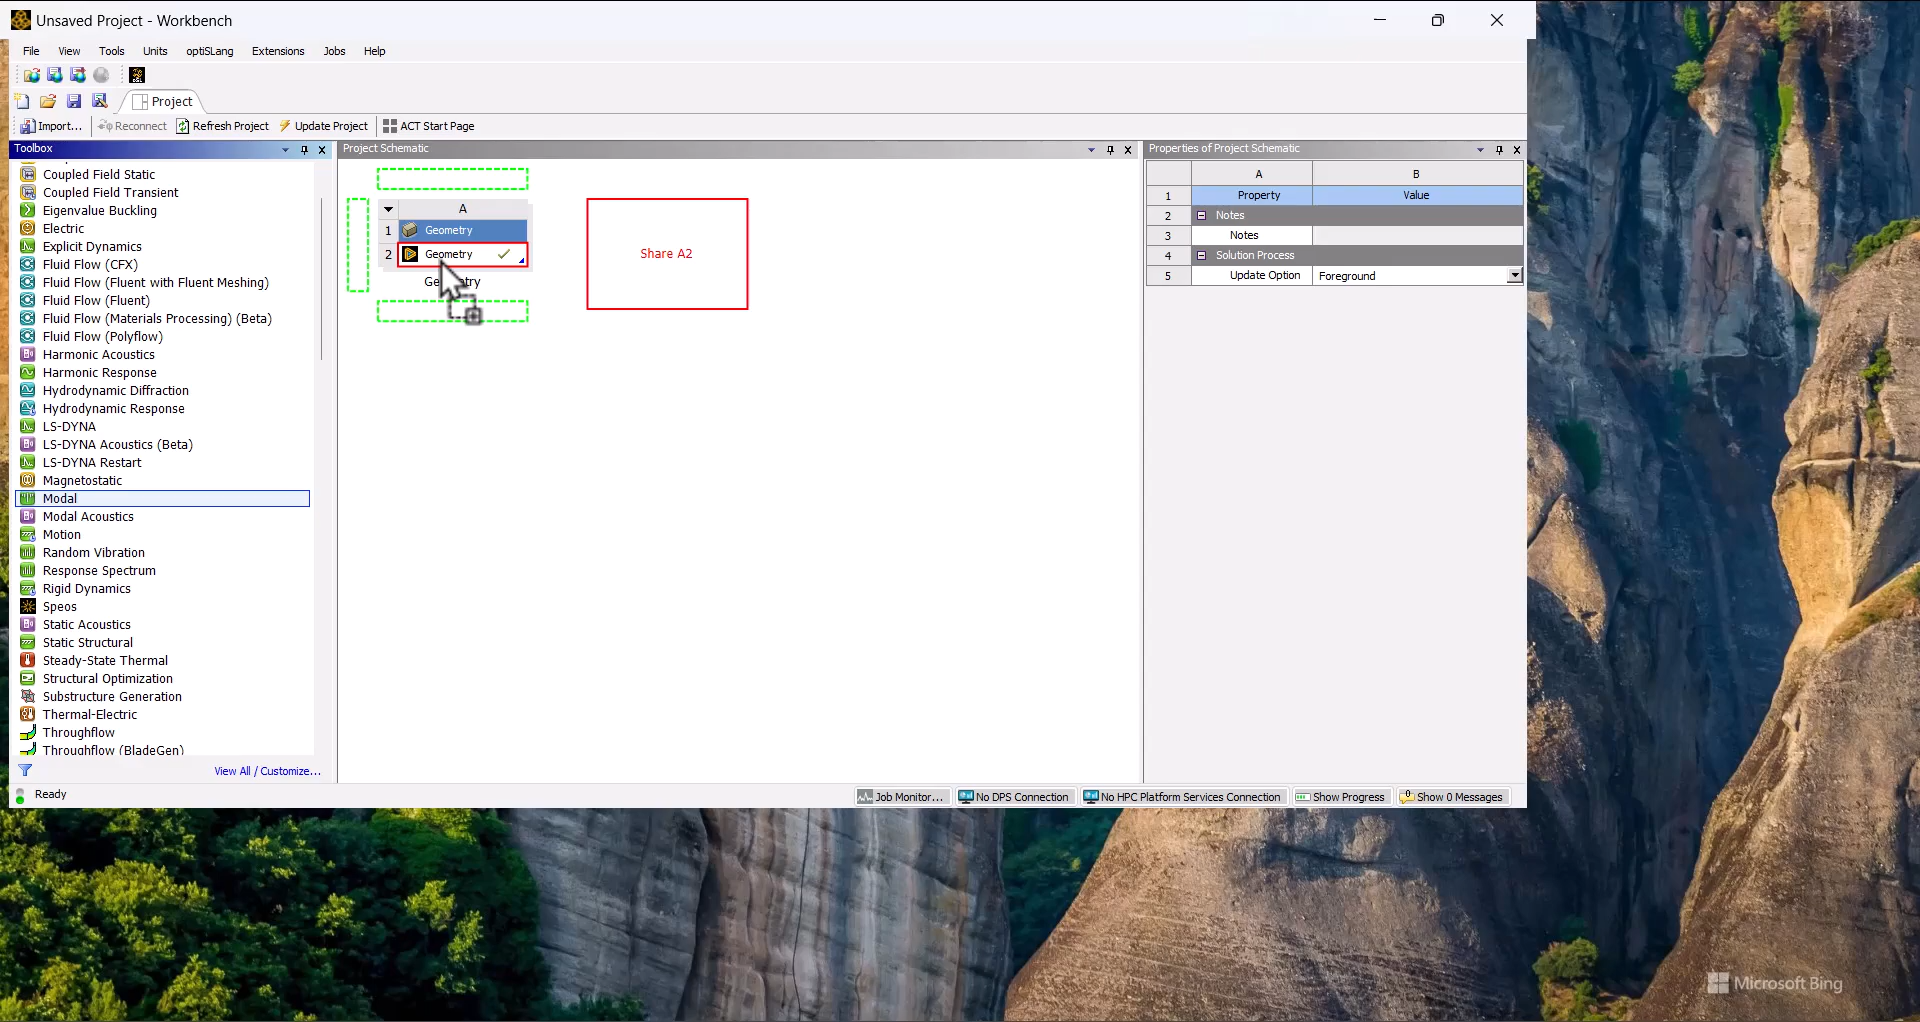 Unsaved Project - Workbench
File View Tools Units optiSLang Extensions Jobs Help
Project
Import... Reconnect Refresh Project Update Project ACT Start Page
Toolbox
Coupled Field Static
Coupled Field Transient
Eigenvalue Buckling
Electric
Explicit Dynamics
Fluid Flow (CFX)
Fluid Flow (Fluent with Fluent Meshing)
Fluid Flow (Fluent)
Fluid Flow (Materials Processing) (Beta)
Fluid Flow (Polyflow)
Harmonic Acoustics
Harmonic Response
Hydrodynamic Diffraction
Hydrodynamic Response
LS-DYNA
LS-DYNA Acoustics (Beta)
LS-DYNA Restart
Magnetostatic
Modal
Modal Acoustics
Motion
Random Vibration
Response Spectrum
Rigid Dynamics
Speos
Static Acoustics
Static Structural
Steady-State Thermal
Structural Optimization
Substructure Generation
Thermal-Electric
Throughflow
Throughflow (BladeGen)
View All / Customize...
Project Schematic
A
1 Geometry
2 Geometry
Share A2
Properties of Project Schematic
A B
1 Property Value
2 Notes
3 Notes
4 Solution Process
5 Update Option Foreground
Ready
Job Monitor... No DPS Connection No HPC Platform Services Connection Show Progress Show 0 Messages
Microsoft Bing